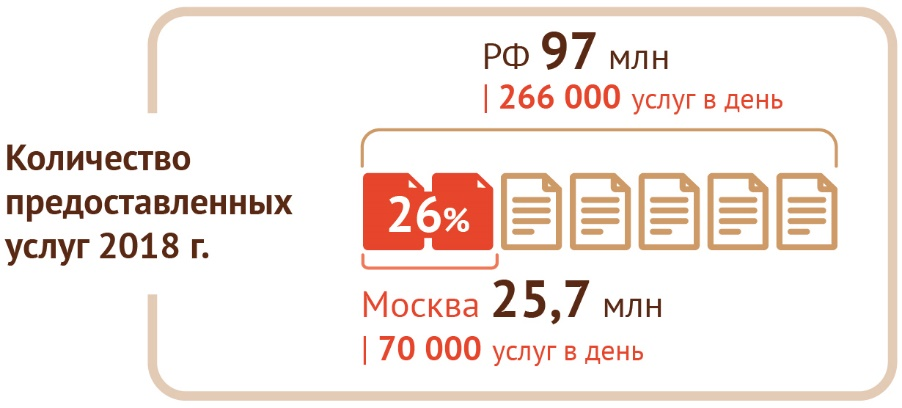 РФ 97 млн
| 266 000 услуг в день
Количество
предоставленных
услуг 2018 г.
26%
Москва 25,7 млн
| 70 000 услуг в день